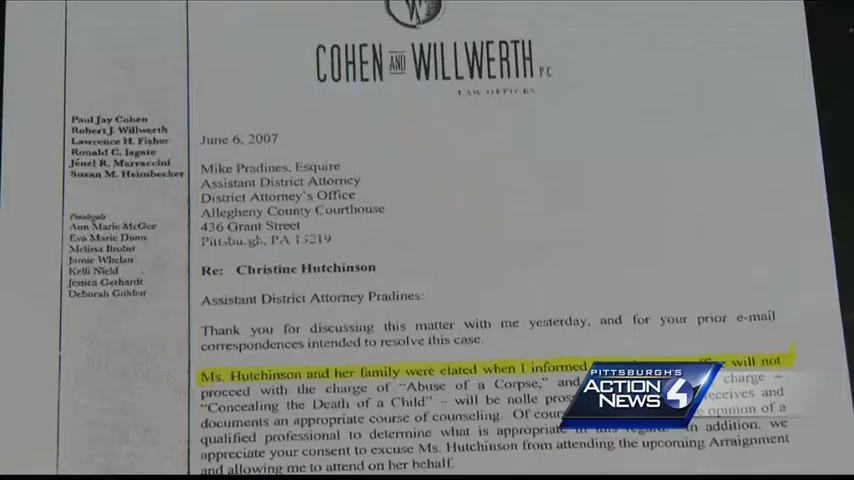 COHEN AND WILLWERTH P.C.
LAW OFFICES
Paul Jay Cohen
Robert J. Willwerth
Lawrence H. Fisher
Ronald C. Isgate
Jenel R. Marraccini
Susan M. Heimbecker
Paralegals
Ann Marie McGee
Eva Marie Dunn
Melissa Brobst
Jamie Whelan
Kelli Nield
Jessica Gerhardt
Deborah Golden
June 6, 2007
Mike Pradines, Esquire
Assistant District Attorney
District Attorney's Office
Allegheny County Courthouse
436 Grant Street
Pittsburgh, PA 15219
Re: Christine Hutchinson
Assistant District Attorney Pradines:
Thank you for discussing this matter with me yesterday, and for your prior e-mail
correspondences intended to resolve this case.
Ms. Hutchinson and her family were elated when I informed office will not
proceed with the charge of "Abuse of a Corpse," and charge –
"Concealing the Death of a Child" – will be nolle receives and
documents an appropriate course of counseling. Of opinion of a
qualified professional to determine what is appropriate in this regard. In addition, we
appreciate your consent to excuse Ms. Hutchinson from attending the upcoming Arraignment
and allowing me to attend on her behalf.
PITTSBURGH'S
ACTION
NEWS 4